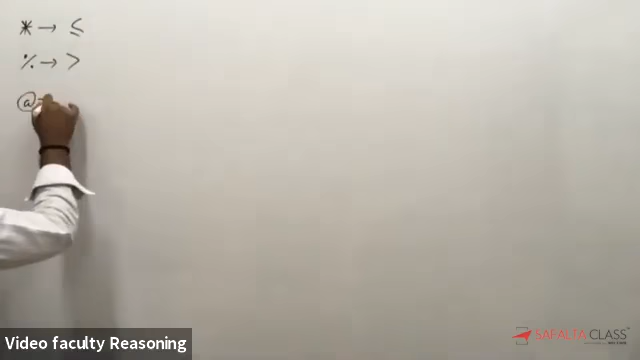 * → ≤
% → >
@
Video faculty Reasoning
SAFALTA CLASS